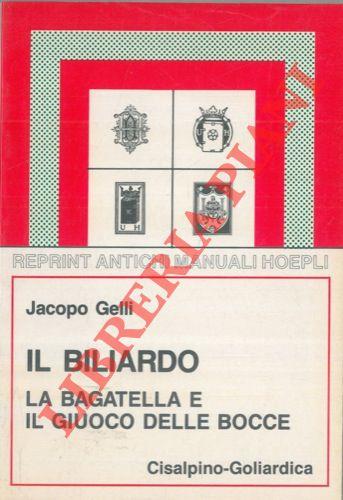 U H
U H
REPRINT ANTICHI MANUALI HOEPLI
Jacopo Gelli
IL BILIARDO
LA BAGATELLA E
IL GIUOCO DELLE BOCCE
Cisalpino-Goliardica
LIBRERIA PIANI